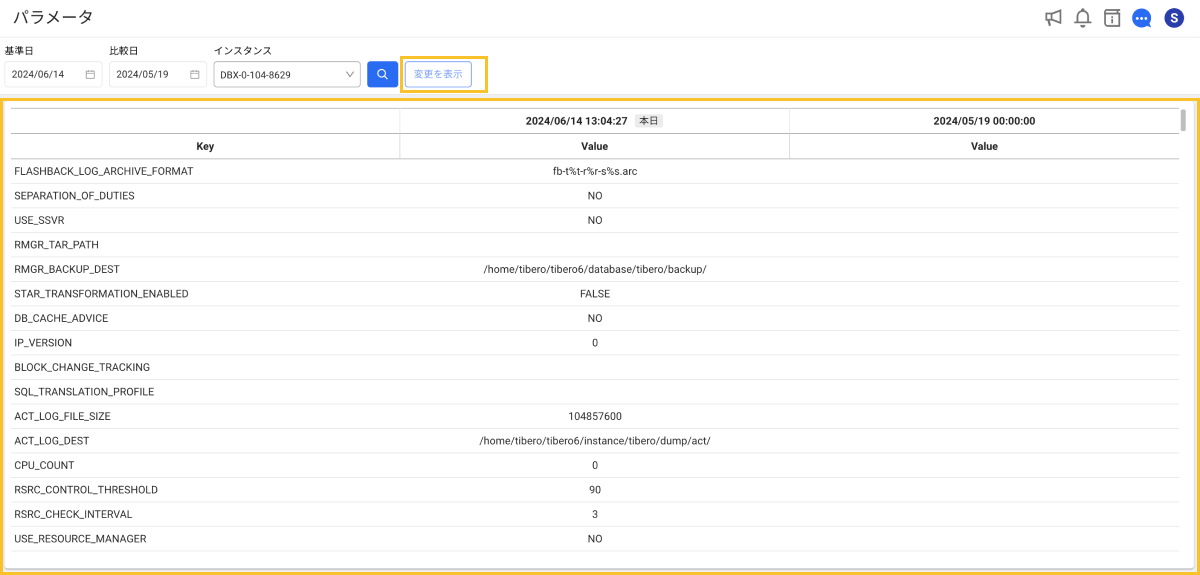 パラメータ
S
基準日 比較日 インスタンス
2024/06/14 2024/05/19 DBX-0-104-8629 変更を表示
2024/06/14 13:04:27 本日 2024/05/19 00:00:00
Key Value Value
FLASHBACK_LOG_ARCHIVE_FORMAT fb-t%t-r%r-s%s.arc
SEPARATION_OF_DUTIES NO
USE_SSVR NO
RMGR_TAR_PATH
RMGR_BACKUP_DEST /home/tibero/tibero6/database/tibero/backup/
STAR_TRANSFORMATION_ENABLED FALSE
DB_CACHE_ADVICE NO
IP_VERSION 0
BLOCK_CHANGE_TRACKING
SQL_TRANSLATION_PROFILE
ACT_LOG_FILE_SIZE 104857600
ACT_LOG_DEST /home/tibero/tibero6/instance/tibero/dump/act/
CPU_COUNT 0
RSRC_CONTROL_THRESHOLD 90
RSRC_CHECK_INTERVAL 3
USE_RESOURCE_MANAGER NO